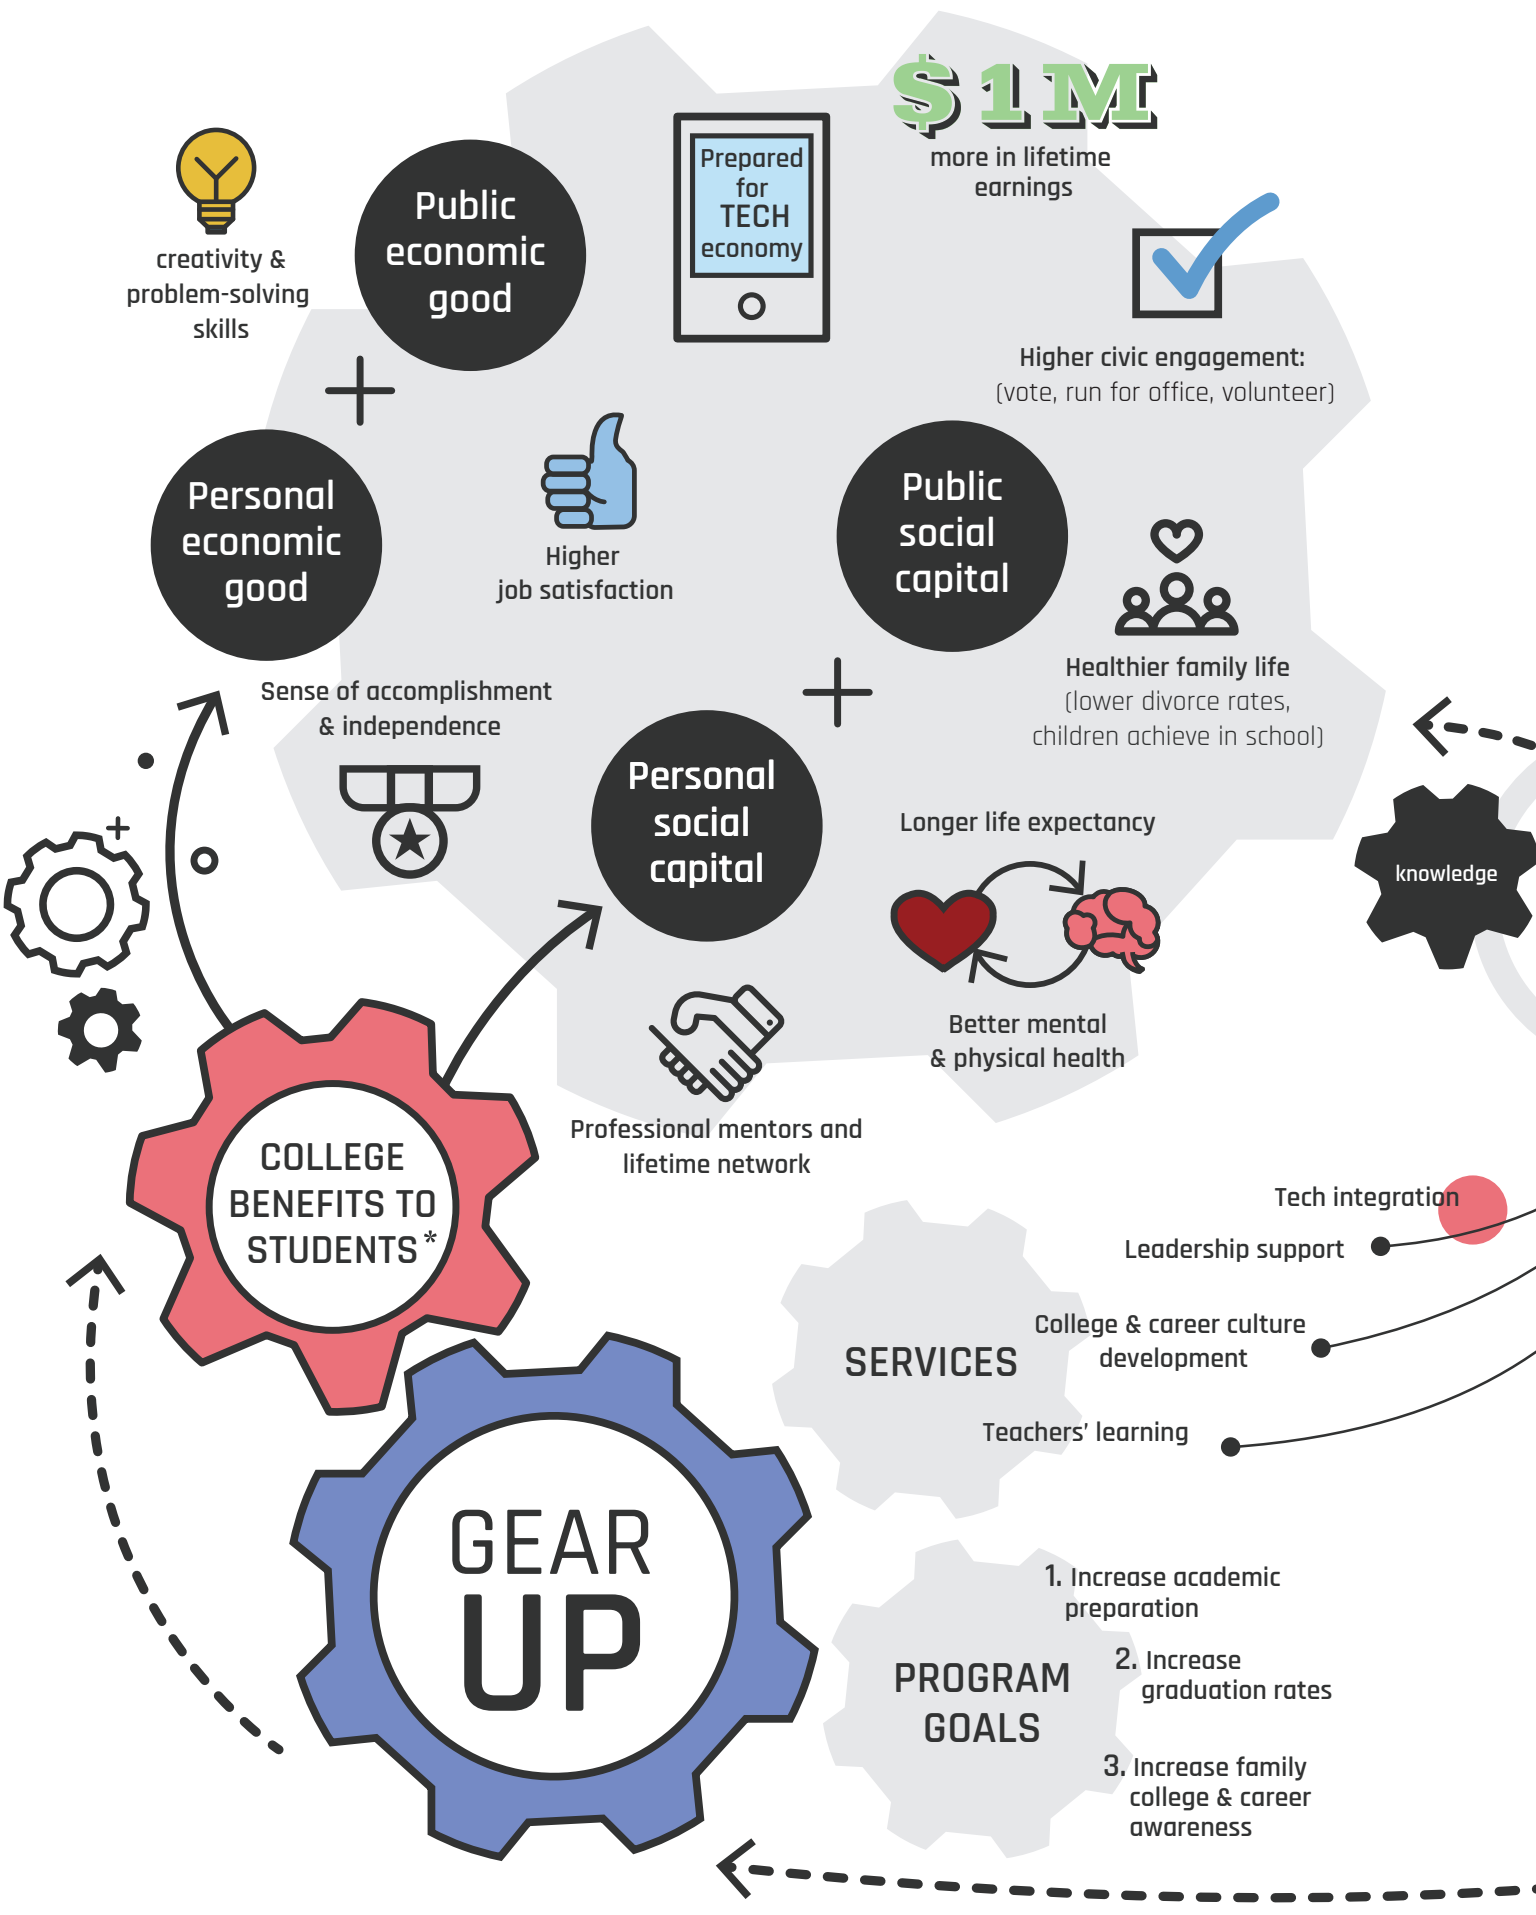 $1M
more in lifetime
earnings
Prepared
for
TECH
economy
Public
economic
good
creativity &
problem-solving
skills
Higher civic engagement:
(vote, run for office, volunteer)
Personal
economic
good
Higher
job satisfaction
Public
social
capital
Healthier family life
(lower divorce rates,
children achieve in school)
Sense of accomplishment
& independence
Personal
social
capital
Longer life expectancy
knowledge
Better mental
& physical health
Professional mentors and
lifetime network
COLLEGE
BENEFITS TO
STUDENTS*
Tech integration
Leadership support
College & career culture
development
SERVICES
Teachers' learning
GEAR
UP
PROGRAM
GOALS
1. Increase academic
preparation
2. Increase
graduation rates
3. Increase family
college & career
awareness